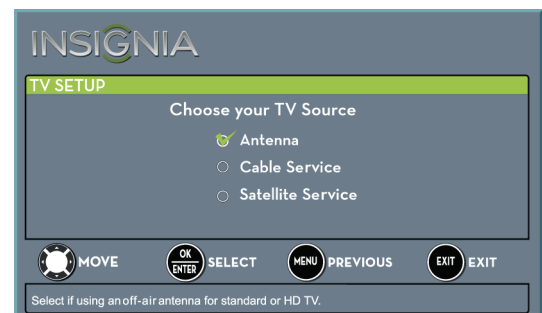 INSIGNIA
TV SETUP
Choose your TV Source
Antenna
Cable Service
Satellite Service
MOVE OK ENTER SELECT MENU PREVIOUS EXIT EXIT
Select if using an off-air antenna for standard or HD TV.